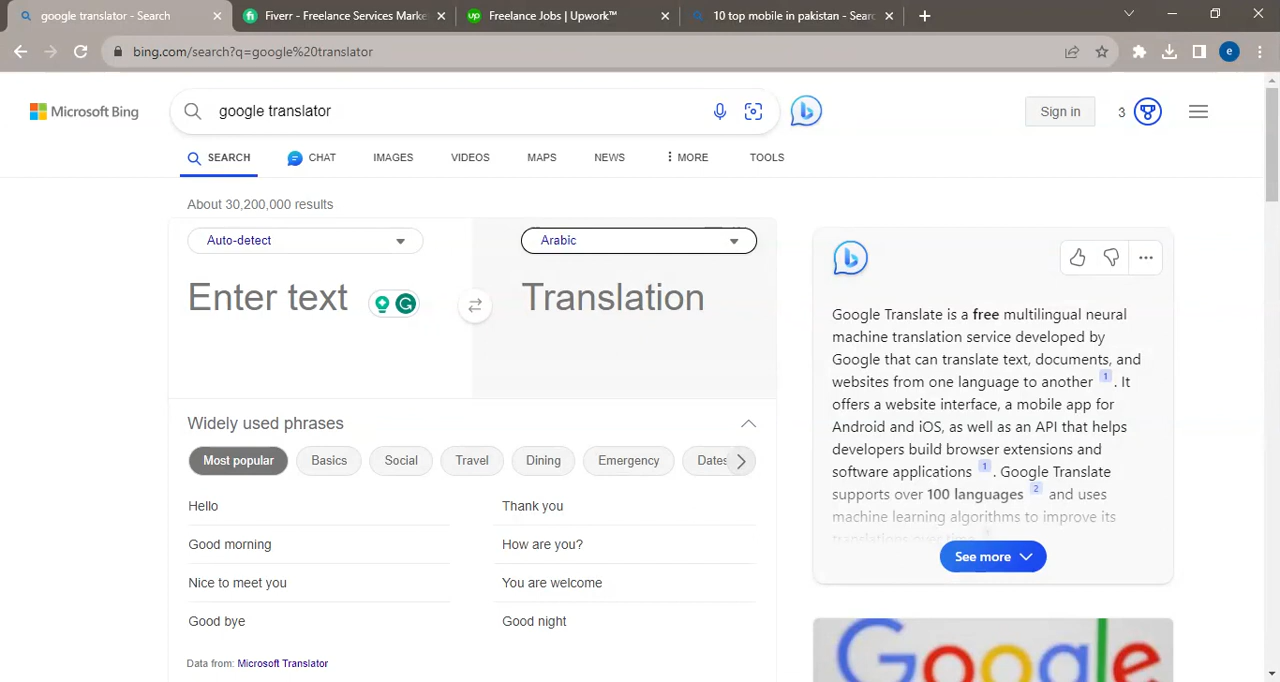 google translator - Search
Fiverr - Freelance Services Marke
Freelance Jobs | Upwork™
10 top mobile in pakistan - Searc
bing.com/search?q=google%20translator
e
Microsoft Bing
google translator
Sign in
3
SEARCH
CHAT
IMAGES
VIDEOS
MAPS
NEWS
MORE
TOOLS
About 30,200,000 results
Auto-detect
Arabic
Enter text
Translation
Widely used phrases
Most popular
Basics
Social
Travel
Dining
Emergency
Dates
Hello
Thank you
Good morning
How are you?
Nice to meet you
You are welcome
Good bye
Good night
Data from: Microsoft Translator
Google Translate is a free multilingual neural
machine translation service developed by
Google that can translate text, documents, and
websites from one language to another 1 . It
offers a website interface, a mobile app for
Android and iOS, as well as an API that helps
developers build browser extensions and
software applications 1 . Google Translate
supports over 100 languages 2 and uses
machine learning algorithms to improve its
translations over time
See more
Google